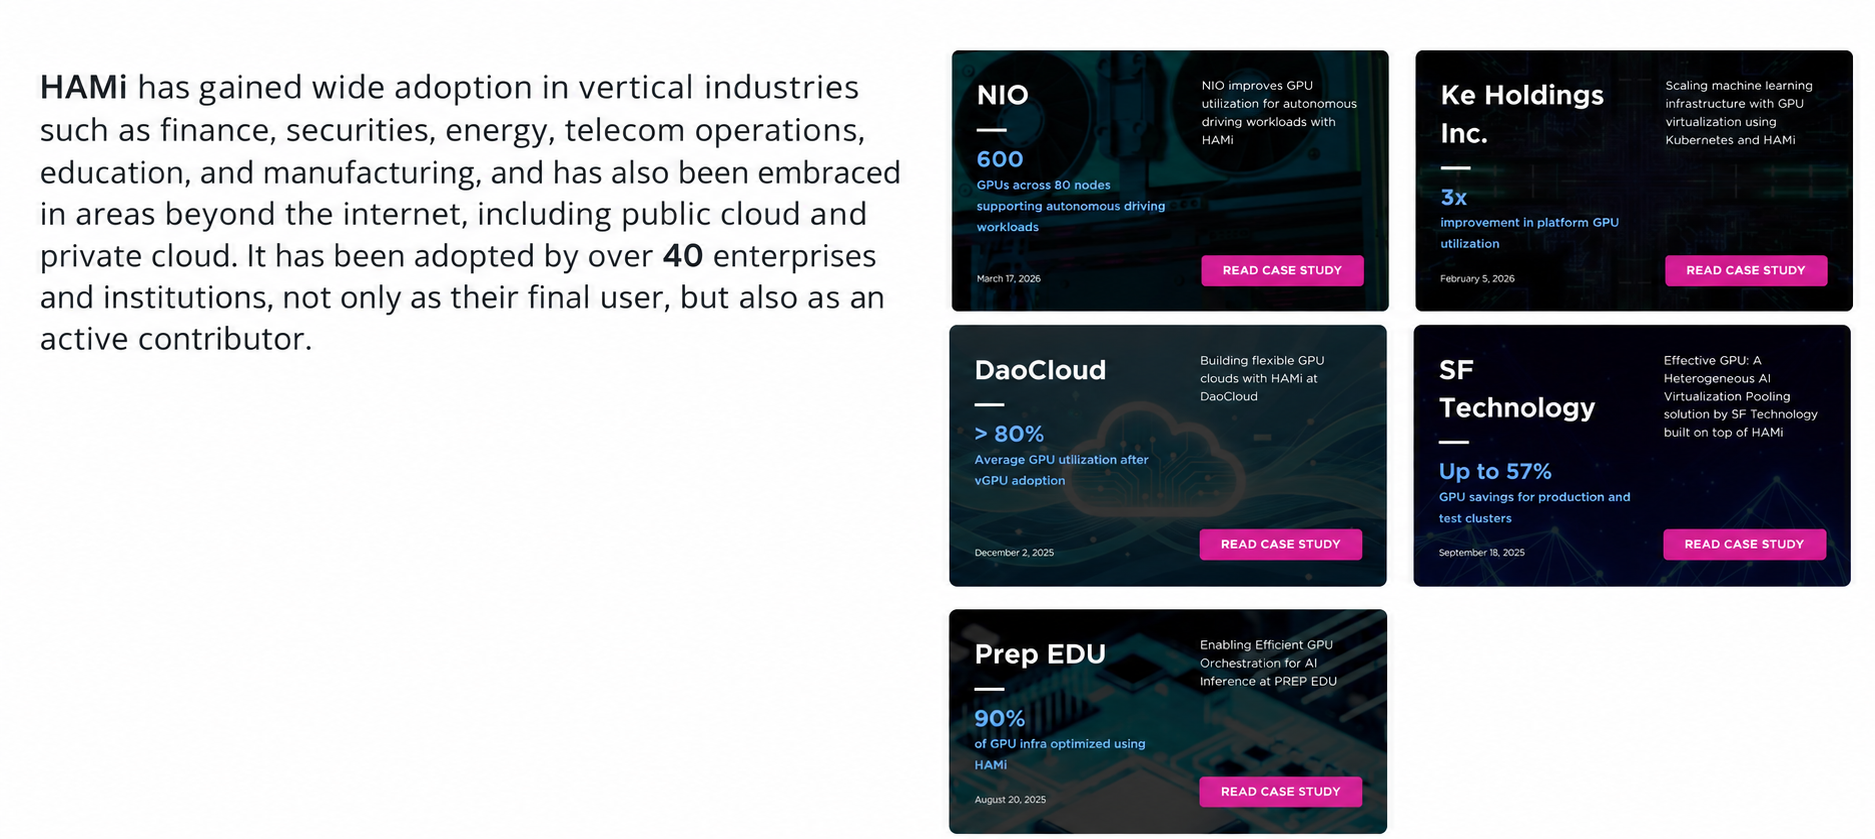 HAMi has gained wide adoption in vertical industries
such as finance, securities, energy, telecom operations,
education, and manufacturing, and has also been embraced
in areas beyond the internet, including public cloud and
private cloud. It has been adopted by over 40 enterprises
and institutions, not only as their final user, but also as an
active contributor.
NIO
600
GPUs across 80 nodes
supporting autonomous driving
workloads
March 17, 2026
NIO improves GPU
utilization for autonomous
driving workloads with
HAMi
READ CASE STUDY
Ke Holdings
Inc.
3x
improvement in platform GPU
utilization
February 5, 2026
Scaling machine learning
infrastructure with GPU
virtualization using
Kubernetes and HAMi
READ CASE STUDY
DaoCloud
> 80%
Average GPU utilization after
vGPU adoption
December 2, 2025
Building flexible GPU
clouds with HAMi at
DaoCloud
READ CASE STUDY
SF
Technology
Up to 57%
GPU savings for production and
test clusters
September 18, 2025
Effective GPU: A
Heterogeneous AI
Virtualization Pooling
solution by SF Technology
built on top of HAMi
READ CASE STUDY
Prep EDU
90%
of GPU infra optimized using
HAMi
August 20, 2025
Enabling Efficient GPU
Orchestration for AI
Inference at PREP EDU
READ CASE STUDY